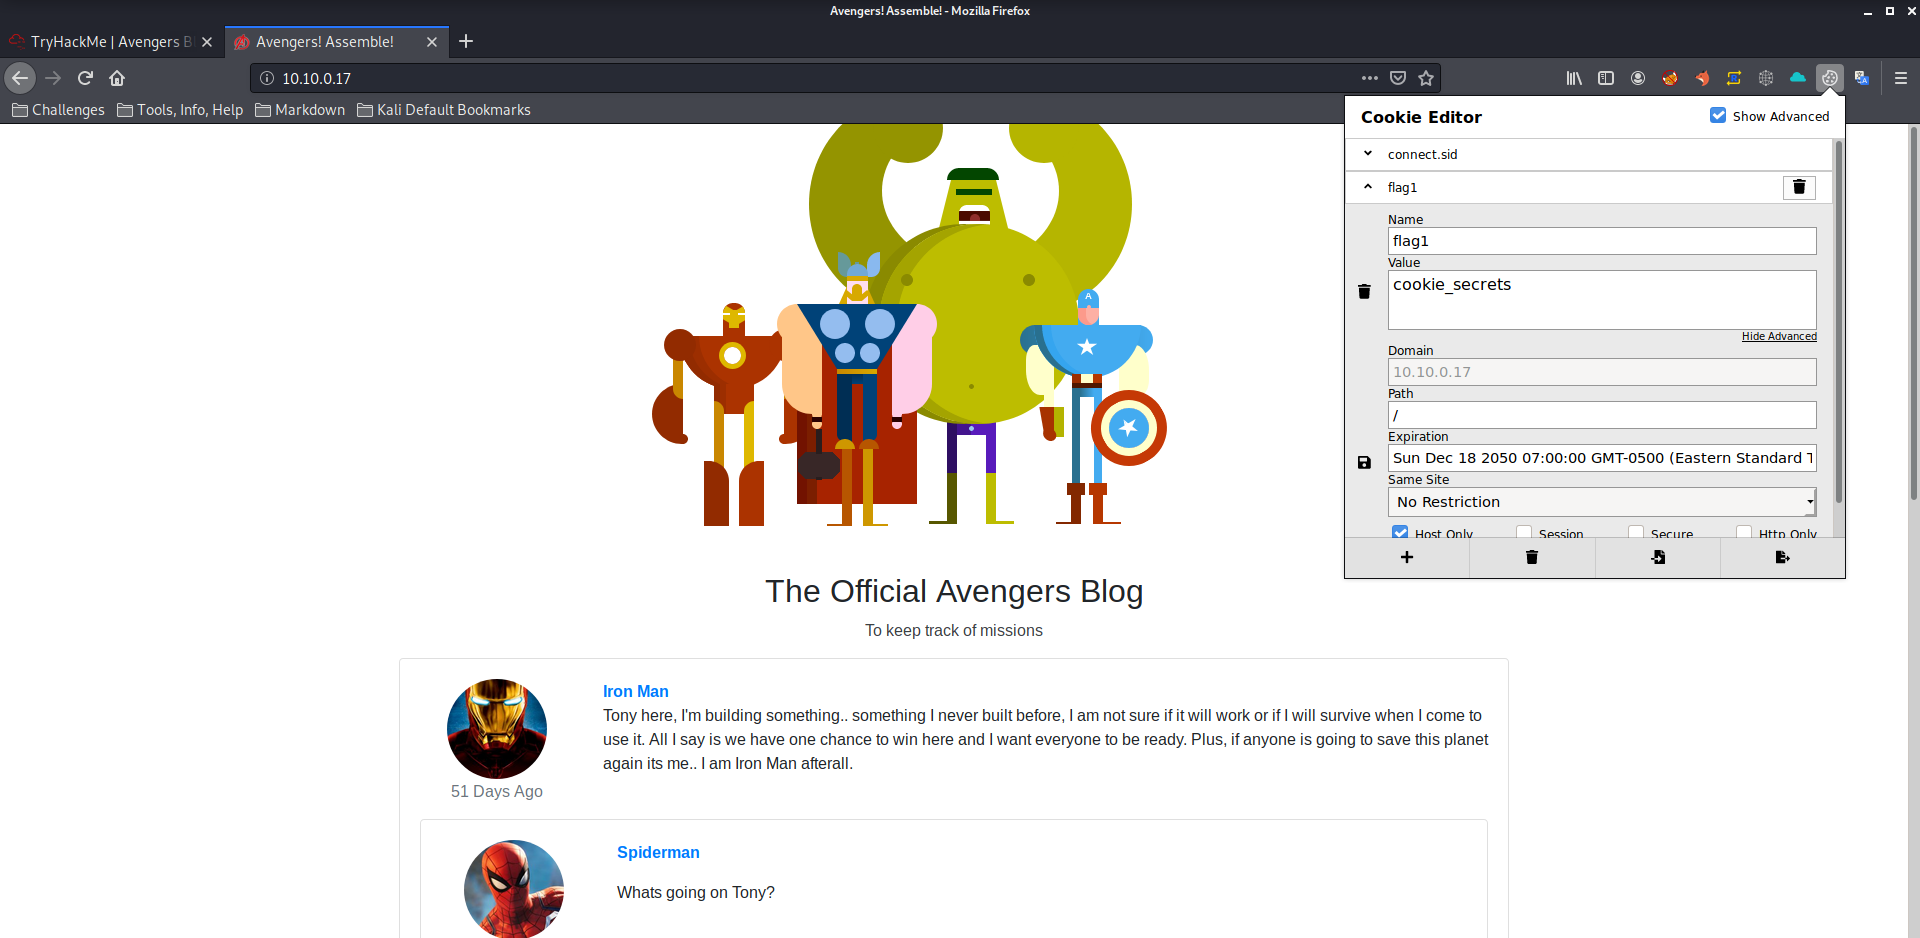 Avengers! Assemble! - Mozilla Firefox
TryHackMe | Avengers B
Avengers! Assemble!
10.10.0.17
Challenges
Tools, Info, Help
Markdown
Kali Default Bookmarks
Cookie Editor
Show Advanced
connect.sid
flag1
Name
flag1
Value
cookie_secrets
Hide Advanced
Domain
10.10.0.17
Path
/
Expiration
Sun Dec 18 2050 07:00:00 GMT-0500 (Eastern Standard T
Same Site
No Restriction
Host Only Session Secure Http Only
A
The Official Avengers Blog
To keep track of missions
Iron Man
Tony here, I'm building something.. something I never built before, I am not sure if it will work or if I will survive when I come to
use it. All I say is we have one chance to win here and I want everyone to be ready. Plus, if anyone is going to save this planet
again its me.. I am Iron Man afterall.
51 Days Ago
Spiderman
Whats going on Tony?